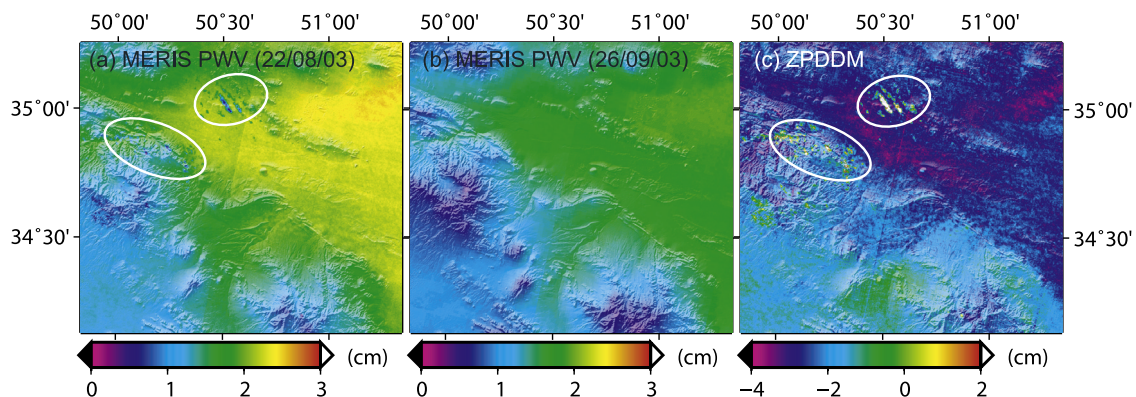 50˚00' 50˚30' 51˚00' 50˚00' 50˚30' 51˚00' 50˚00' 50˚30' 51˚00'
(a) MERIS PWV (22/08/03) (b) MERIS PWV (26/09/03) (c) ZPDDM
35˚00' 35˚00'
34˚30' 34˚30'
(cm) (cm) (cm)
0 1 2 3 0 1 2 3 −4 −2 0 2